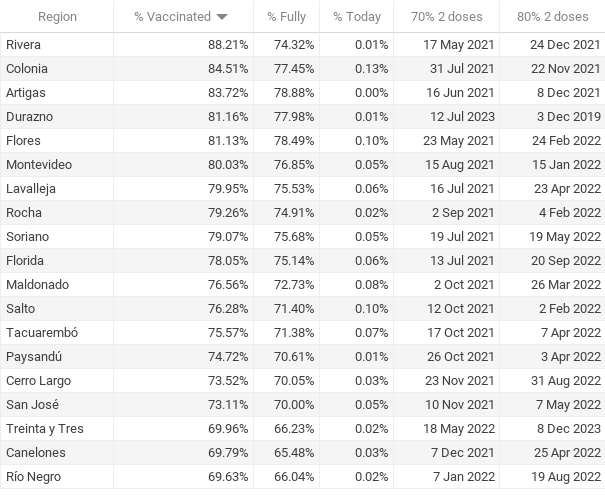 Region % Vaccinated % Fully % Today 70% 2 doses 80% 2 doses
Rivera 88.21% 74.32% 0.01% 17 May 2021 24 Dec 2021
Colonia 84.51% 77.45% 0.13% 31 Jul 2021 22 Nov 2021
Artigas 83.72% 78.88% 0.00% 16 Jun 2021 8 Dec 2021
Durazno 81.16% 77.98% 0.01% 12 Jul 2023 3 Dec 2019
Flores 81.13% 78.49% 0.10% 23 May 2021 24 Feb 2022
Montevideo 80.03% 76.85% 0.05% 15 Aug 2021 15 Jan 2022
Lavalleja 79.95% 75.53% 0.06% 16 Jul 2021 23 Apr 2022
Rocha 79.26% 74.91% 0.02% 2 Sep 2021 4 Feb 2022
Soriano 79.07% 75.68% 0.05% 19 Jul 2021 19 May 2022
Florida 78.05% 75.14% 0.06% 13 Jul 2021 20 Sep 2022
Maldonado 76.56% 72.73% 0.08% 2 Oct 2021 26 Mar 2022
Salto 76.28% 71.40% 0.10% 12 Oct 2021 2 Feb 2022
Tacuarembó 75.57% 71.38% 0.07% 17 Oct 2021 7 Apr 2022
Paysandú 74.72% 70.61% 0.01% 26 Oct 2021 3 Apr 2022
Cerro Largo 73.52% 70.05% 0.03% 23 Nov 2021 31 Aug 2022
San José 73.11% 70.00% 0.05% 10 Nov 2021 7 May 2022
Treinta y Tres 69.96% 66.23% 0.02% 18 May 2022 8 Dec 2023
Canelones 69.79% 65.48% 0.03% 7 Dec 2021 25 Apr 2022
Río Negro 69.63% 66.04% 0.02% 7 Jan 2022 19 Aug 2022